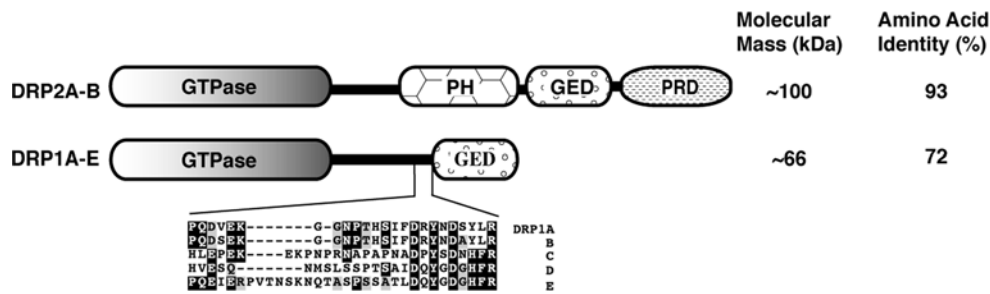 Molecular Amino Acid
Mass (kDa) Identity (%)
DRP2A-B GTPase PH GED PRD ~100 93
DRP1A-E GTPase GED ~66 72
PQDVEK-------G-GNPTHSIFDRYNDSYLR DRP1A
PQDSEK-------G-GNPTHSIFDRYNDAYLR B
HLEPEK----EKPNPRNAPAPNADPYSDNHFR C
HVESQ------NMSLSSPTSAIDQYGDGHFR D
PQEIERPVTNSKNQTASPSSATLDQYGDGHFR E